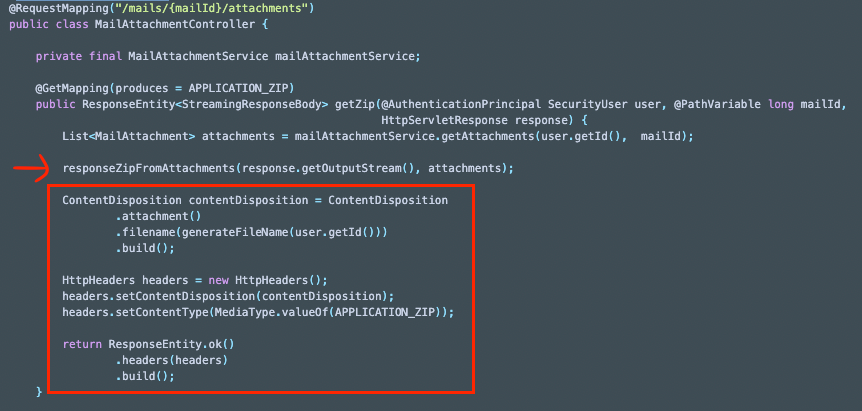 @RequestMapping("/mails/{mailId}/attachments")
public class MailAttachmentController {
private final MailAttachmentService mailAttachmentService;
@GetMapping(produces = APPLICATION_ZIP)
public ResponseEntity<StreamingResponseBody> getZip(@AuthenticationPrincipal SecurityUser user, @PathVariable long mailId,
HttpServletResponse response) {
List<MailAttachment> attachments = mailAttachmentService.getAttachments(user.getId(),  mailId);
responseZipFromAttachments(response.getOutputStream(), attachments);
ContentDisposition contentDisposition = ContentDisposition
.attachment()
.filename(generateFileName(user.getId()))
.build();
HttpHeaders headers = new HttpHeaders();
headers.setContentDisposition(contentDisposition);
headers.setContentType(MediaType.valueOf(APPLICATION_ZIP));
return ResponseEntity.ok()
.headers(headers)
.build();
}